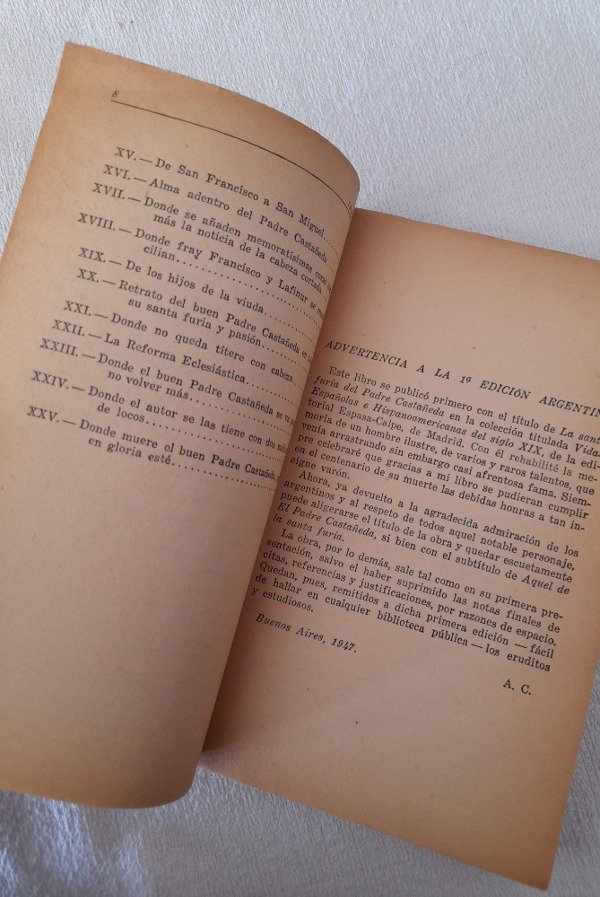 8
XV. — De San Francisco a San Miguel
XVI. — Alma adentro del Padre Castañeda
XVII. — Donde se añaden memoratísimas cosas
más la noticia de la cabeza cortada
XVIII. — Donde fray Francisco y Lafinur se
cilian
XIX. — De los hijos de la viuda
XX. — Retrato del buen Padre Castañeda en
su santa furia y pasión
XXI. — Donde no queda títere con cabeza
XXII. — La Reforma Eclesiástica
XXIII. — Donde el buen Padre Castañeda se va
no volver más
XXIV. — Donde el autor se las tiene con dos
de locos
XXV. — Donde muere el buen Padre Castañeda
en gloria esté
ADVERTENCIA A LA 1ª EDICIÓN ARGENTIN
Este libro se publicó primero con el título de La santa
furia del Padre Castañeda en la colección titulada Vidas
Españolas e Hispanoamericanas del siglo XIX, de la edi-
torial Espasa-Calpe, de Madrid. Con él rehabilité la me-
moria de un hombre ilustre, de varios y raros talentos, que
venía arrastrando sin embargo casi afrentosa fama. Siem-
pre celebraré que gracias a mi libro se pudieran cumplir
en el centenario de su muerte las debidas honras a tan in-
signe varón.
Ahora, ya devuelto a la agradecida admiración de los
argentinos y al respeto de todos aquel notable personaje,
puede aligerarse el título de la obra y quedar escuetamente
El Padre Castañeda, si bien con el subtítulo de Aquel de
la santa furia.
La obra, por lo demás, sale tal como en su primera pre-
sentación, salvo el haber suprimido las notas finales de
citas, referencias y justificaciones, por razones de espacio.
Quedan, pues, remitidos a dicha primera edición — fácil
de hallar en cualquier biblioteca pública — los eruditos
y estudiosos.
Buenos Aires, 1947.
A. C.